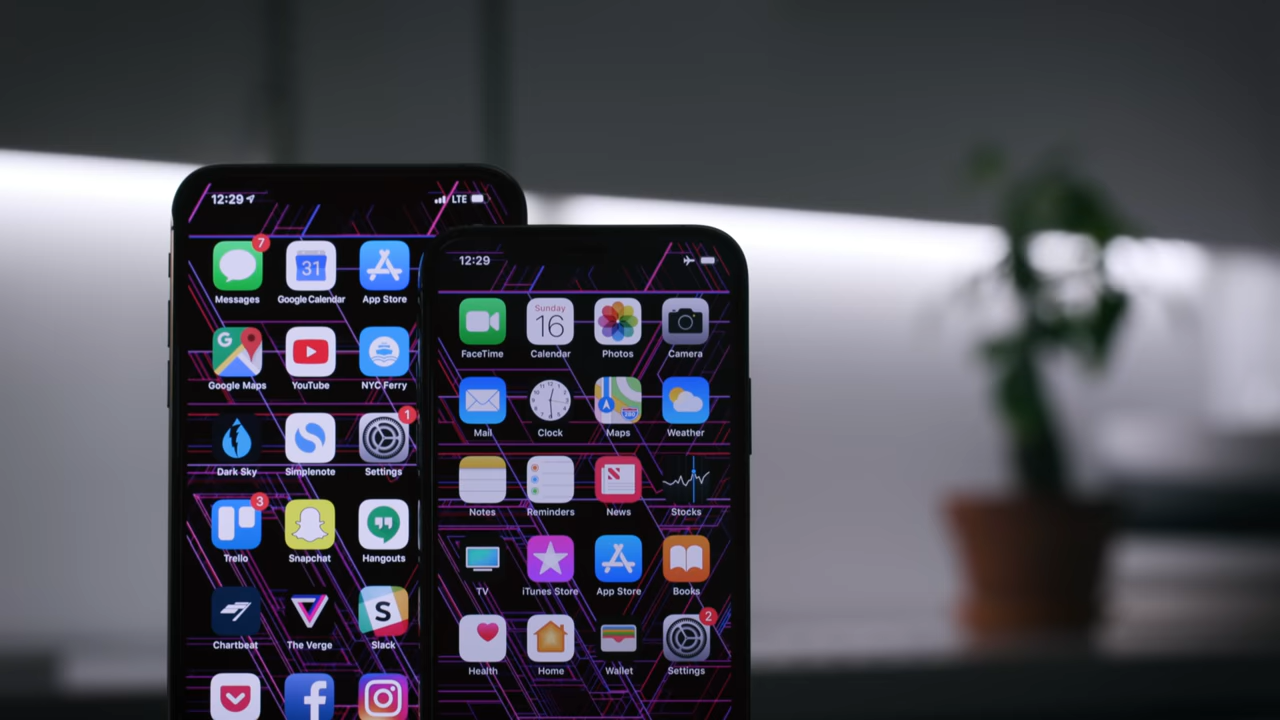 12:29
LTE
7
31
Messages
Google Calendar
App Store
G
Google Maps
YouTube
NYC Ferry
1
Dark Sky
Simplenote
Settings
3
Trello
Snapchat
Hangouts
S
Chartbeat
The Verge
Slack
f
12:29
Sunday
16
FaceTime
Calendar
Photos
Camera
280
Mail
Clock
Maps
Weather
N
Notes
Reminders
News
Stocks
TV
iTunes Store
App Store
Books
2
Health
Home
Wallet
Settings